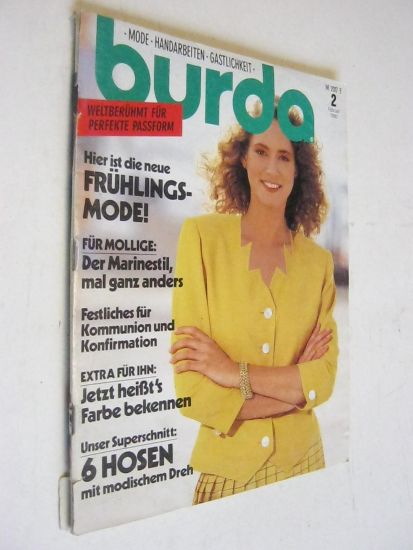 · MODE · HANDARBEITEN · GASTLICHKEIT ·
burda
WELTBERÜHMT FÜR
PERFEKTE PASSFORM
2
Hier ist die neue
FRÜHLINGS-
MODE!
FÜR MOLLIGE:
Der Marinestil,
mal ganz anders
Festliches für
Kommunion und
Konfirmation
EXTRA FÜR IHN:
Jetzt heißt's
Farbe bekennen
Unser Superschnitt:
6 HOSEN
mit modischem Dreh